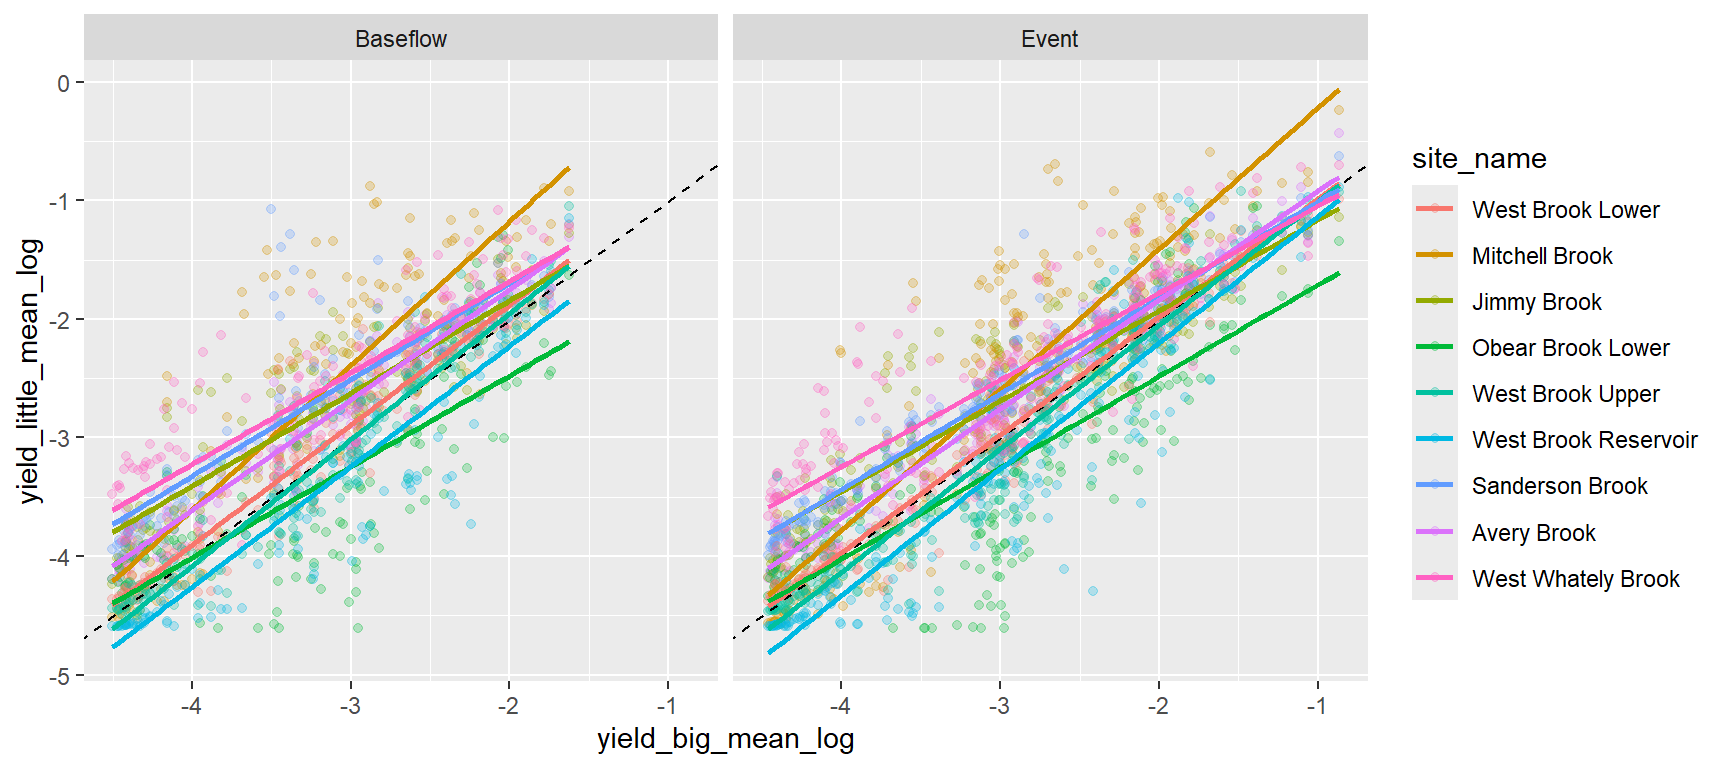 Baseflow
Event
0
-1
-2
-3
-4
-5
-4
-3
-2
-1
-4
-3
-2
-1
yield_little_mean_log
yield_big_mean_log
site_name
West Brook Lower
Mitchell Brook
Jimmy Brook
Obear Brook Lower
West Brook Upper
West Brook Reservoir
Sanderson Brook
Avery Brook
West Whately Brook